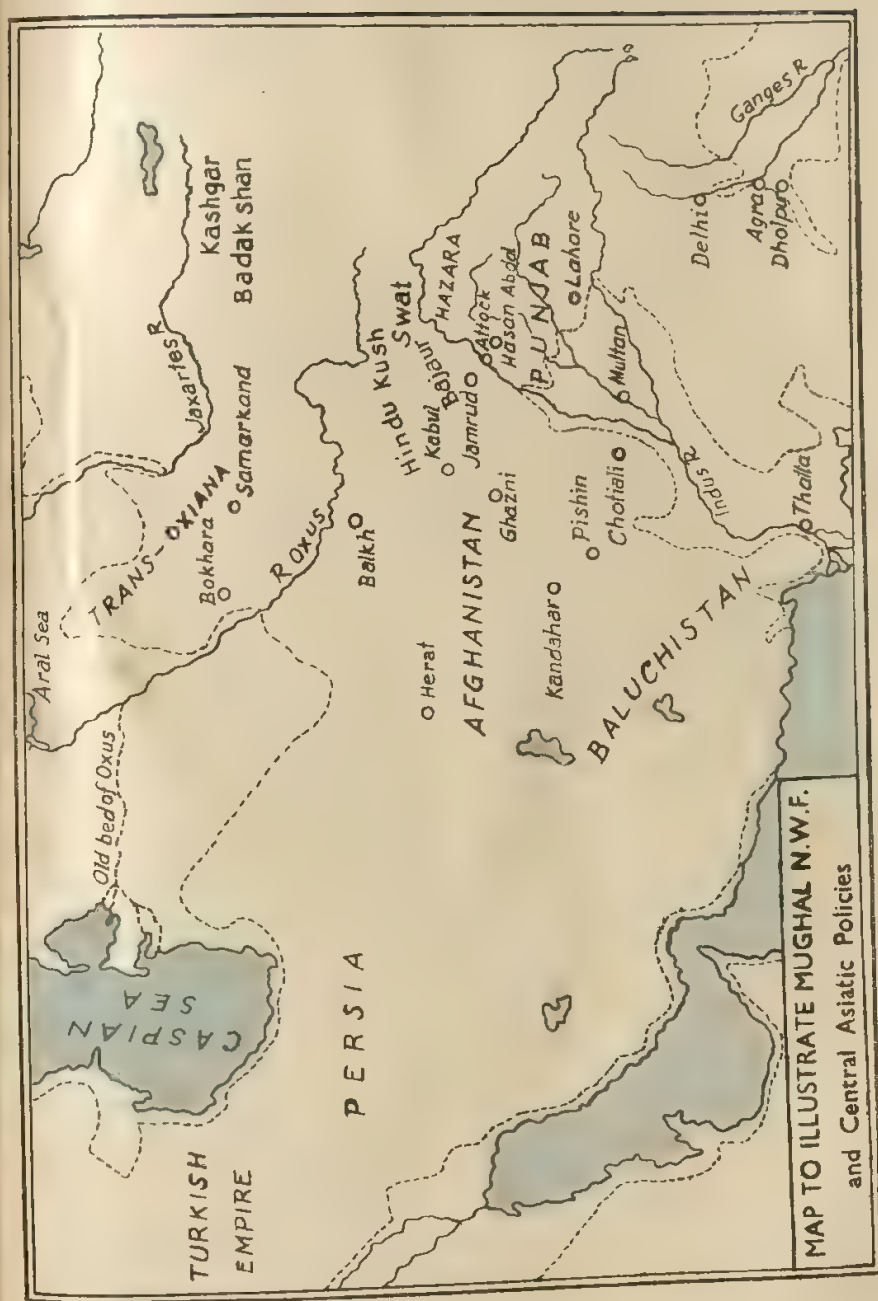 Aral Sea
Old bed of Oxus
CASPIAN
SEA
TURKISH
EMPIRE
PERSIA
TRANS-OXIANA
Bokhara
Samarkand
Jaxartes R
Kashgar
Badakshan
R OXUS
Balkh
Hindu Kush
Swat
HAZARA
Kabul
Bajaur
Jamrud
Attock
Hasan Abdal
PUNJAB
Lahore
Multan
Herat
AFGHANISTAN
Ghazni
Pishin
Chotiali
Kandahar
BALUCHISTAN
Indus R
Thatta
Delhi
Agra
Dholpur
Ganges R
MAP TO ILLUSTRATE MUGHAL N.W.F.
and Central Asiatic Policies